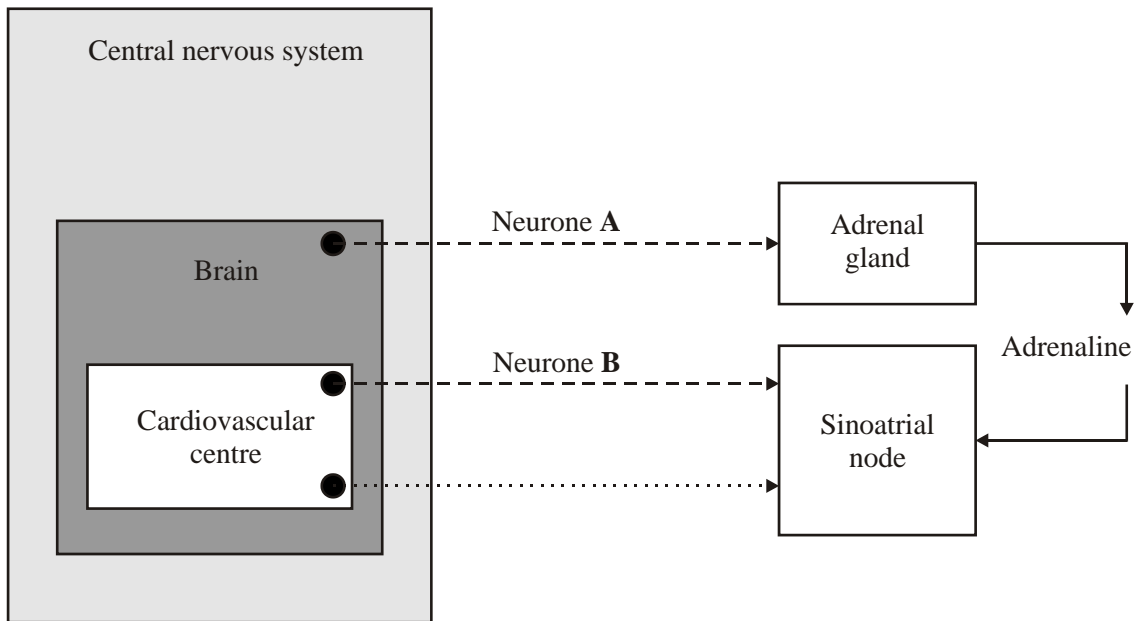 Central nervous system
Neurone A
Adrenal
gland
Brain
Adrenaline
Neurone B
Cardiovascular
centre
Sinoatrial
node